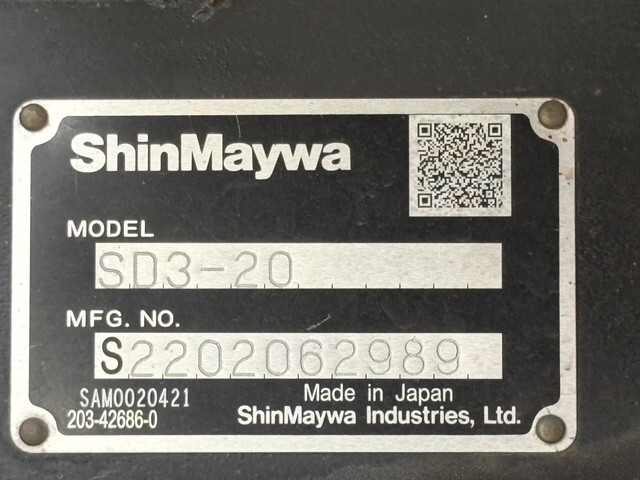 ShinMaywa
MODEL
SD3-20
MFG. NO.
S2202062989
SAM0020421
203-42686-0
Made in Japan
ShinMaywa Industries, Ltd.